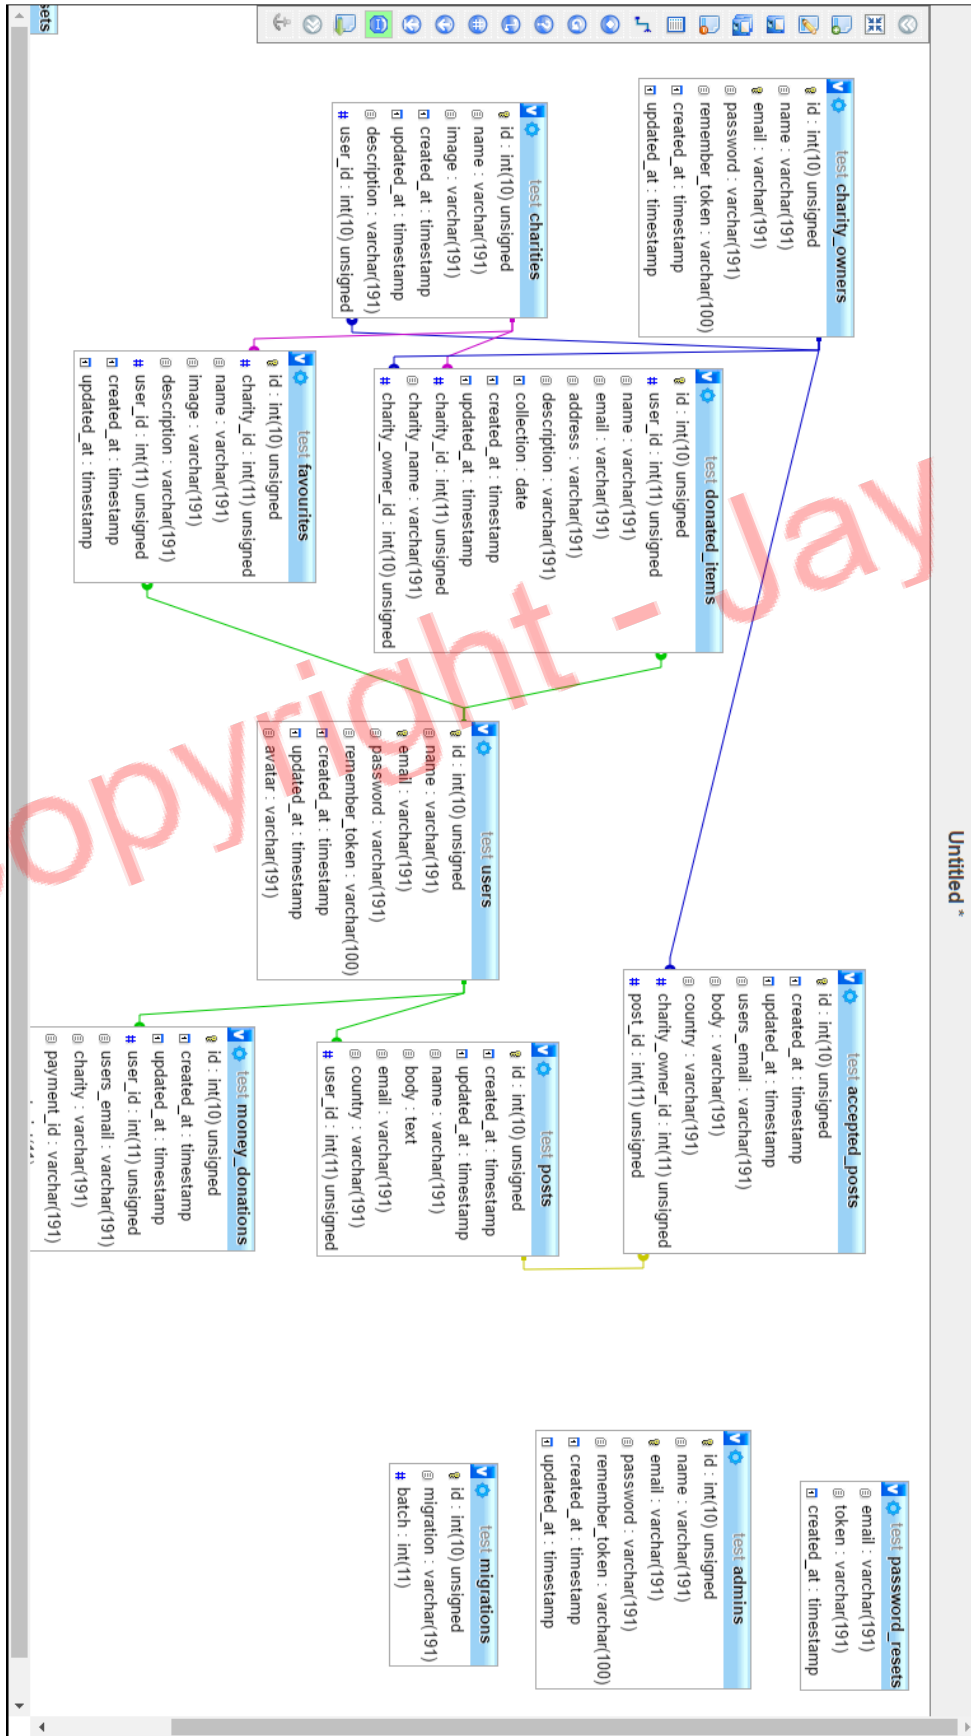 Untitled *
sets
test charity_owners
id : int(10) unsigned
name : varchar(191)
email : varchar(191)
password : varchar(191)
remember_token : varchar(100)
created_at : timestamp
updated_at : timestamp
test charities
id : int(10) unsigned
name : varchar(191)
image : varchar(191)
created_at : timestamp
updated_at : timestamp
description : varchar(191)
user_id : int(10) unsigned
test donated_items
id : int(10) unsigned
user_id : int(11) unsigned
name : varchar(191)
email : varchar(191)
address : varchar(191)
description : varchar(191)
collection : date
created_at : timestamp
updated_at : timestamp
charity_id : int(11) unsigned
charity_name : varchar(191)
charity_owner_id : int(10) unsigned
test favourites
id : int(10) unsigned
charity_id : int(11) unsigned
name : varchar(191)
image : varchar(191)
description : varchar(191)
user_id : int(11) unsigned
created_at : timestamp
updated_at : timestamp
test users
id : int(10) unsigned
name : varchar(191)
email : varchar(191)
password : varchar(191)
remember_token : varchar(100)
created_at : timestamp
updated_at : timestamp
avatar : varchar(191)
test accepted_posts
id : int(10) unsigned
created_at : timestamp
updated_at : timestamp
users_email : varchar(191)
body : varchar(191)
country : varchar(191)
charity_owner_id : int(11) unsigned
post_id : int(11) unsigned
test posts
id : int(10) unsigned
created_at : timestamp
updated_at : timestamp
name : varchar(191)
body : text
email : varchar(191)
country : varchar(191)
user_id : int(11) unsigned
test money_donations
id : int(10) unsigned
created_at : timestamp
updated_at : timestamp
user_id : int(11) unsigned
users_email : varchar(191)
charity : varchar(191)
payment_id : varchar(191)
test password_resets
email : varchar(191)
token : varchar(191)
created_at : timestamp
test admins
id : int(10) unsigned
name : varchar(191)
email : varchar(191)
password : varchar(191)
remember_token : varchar(100)
created_at : timestamp
updated_at : timestamp
test migrations
id : int(10) unsigned
migration : varchar(191)
batch : int(11)
opyright - Jay